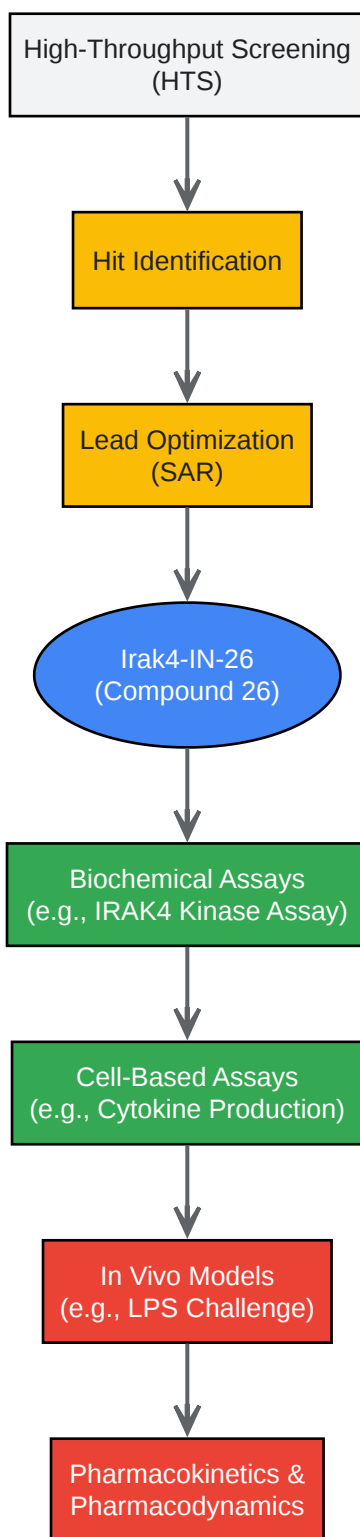 High-Throughput Screening
(HTS)
Hit Identification
Lead Optimization
(SAR)
Irak4-IN-26
(Compound 26)
Biochemical Assays
(e.g., IRAK4 Kinase Assay)
Cell-Based Assays
(e.g., Cytokine Production)
In Vivo Models
(e.g., LPS Challenge)
Pharmacokinetics &
Pharmacodynamics